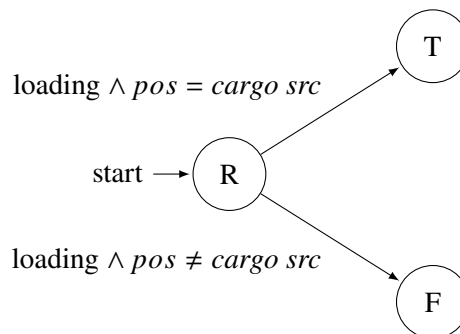 T
loading ∧ pos = cargo src
start
R
loading ∧ pos ≠ cargo src
F